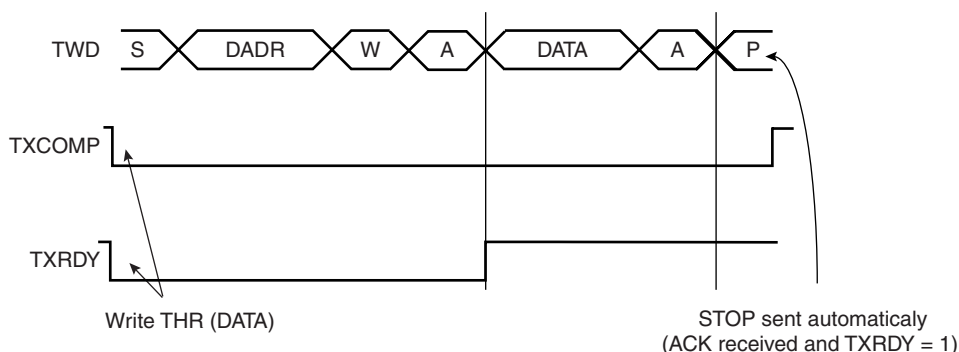 TWD S DADR W A DATA A P
TXCOMP
TXRDY
Write THR (DATA)
STOP sent automaticaly
(ACK received and TXRDY = 1)